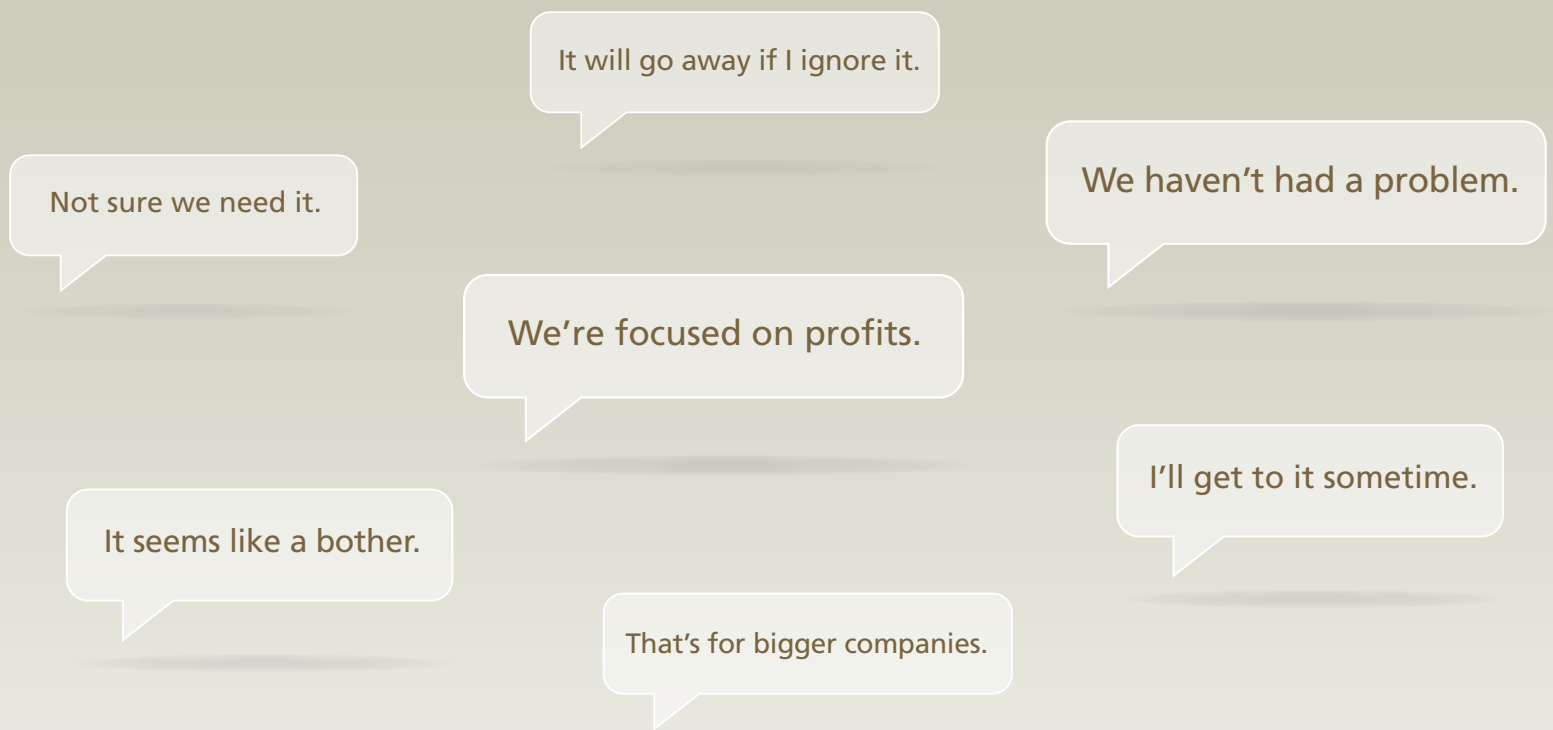 It will go away if I ignore it.
We haven’t had a problem.
Not sure we need it.
We’re focused on profits.
I’ll get to it sometime.
It seems like a bother.
That’s for bigger companies.